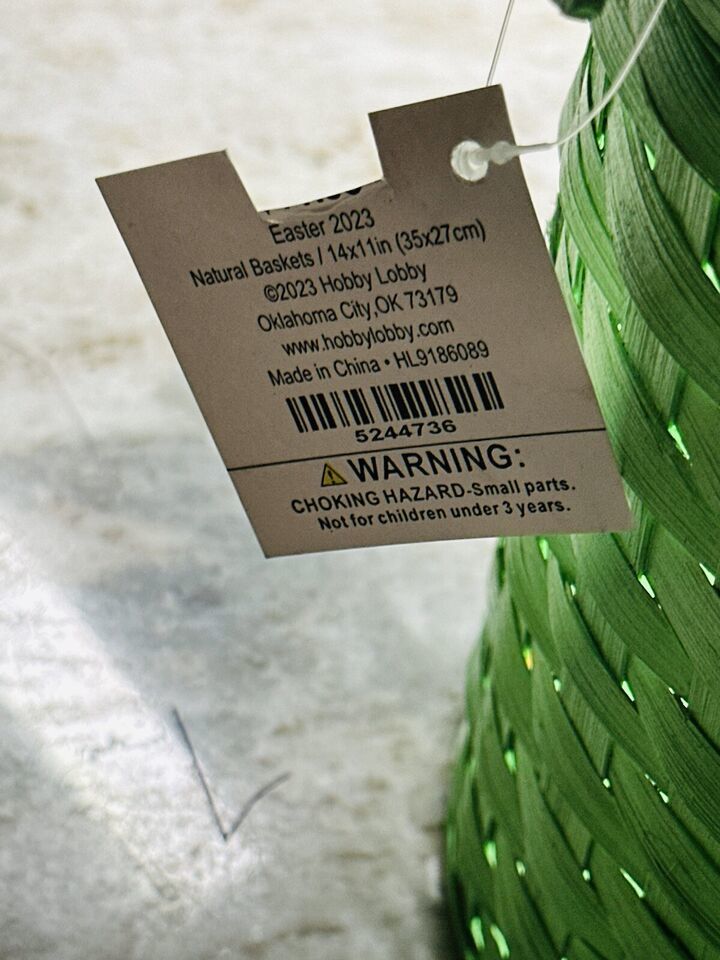 Easter 2023
Natural Baskets / 14x11in (35x27cm)
©2023 Hobby Lobby
Oklahoma City,OK 73179
www.hobbylobby.com
Made in China • HL9186089
5244736
WARNING:
CHOKING HAZARD-Small parts.
Not for children under 3 years.